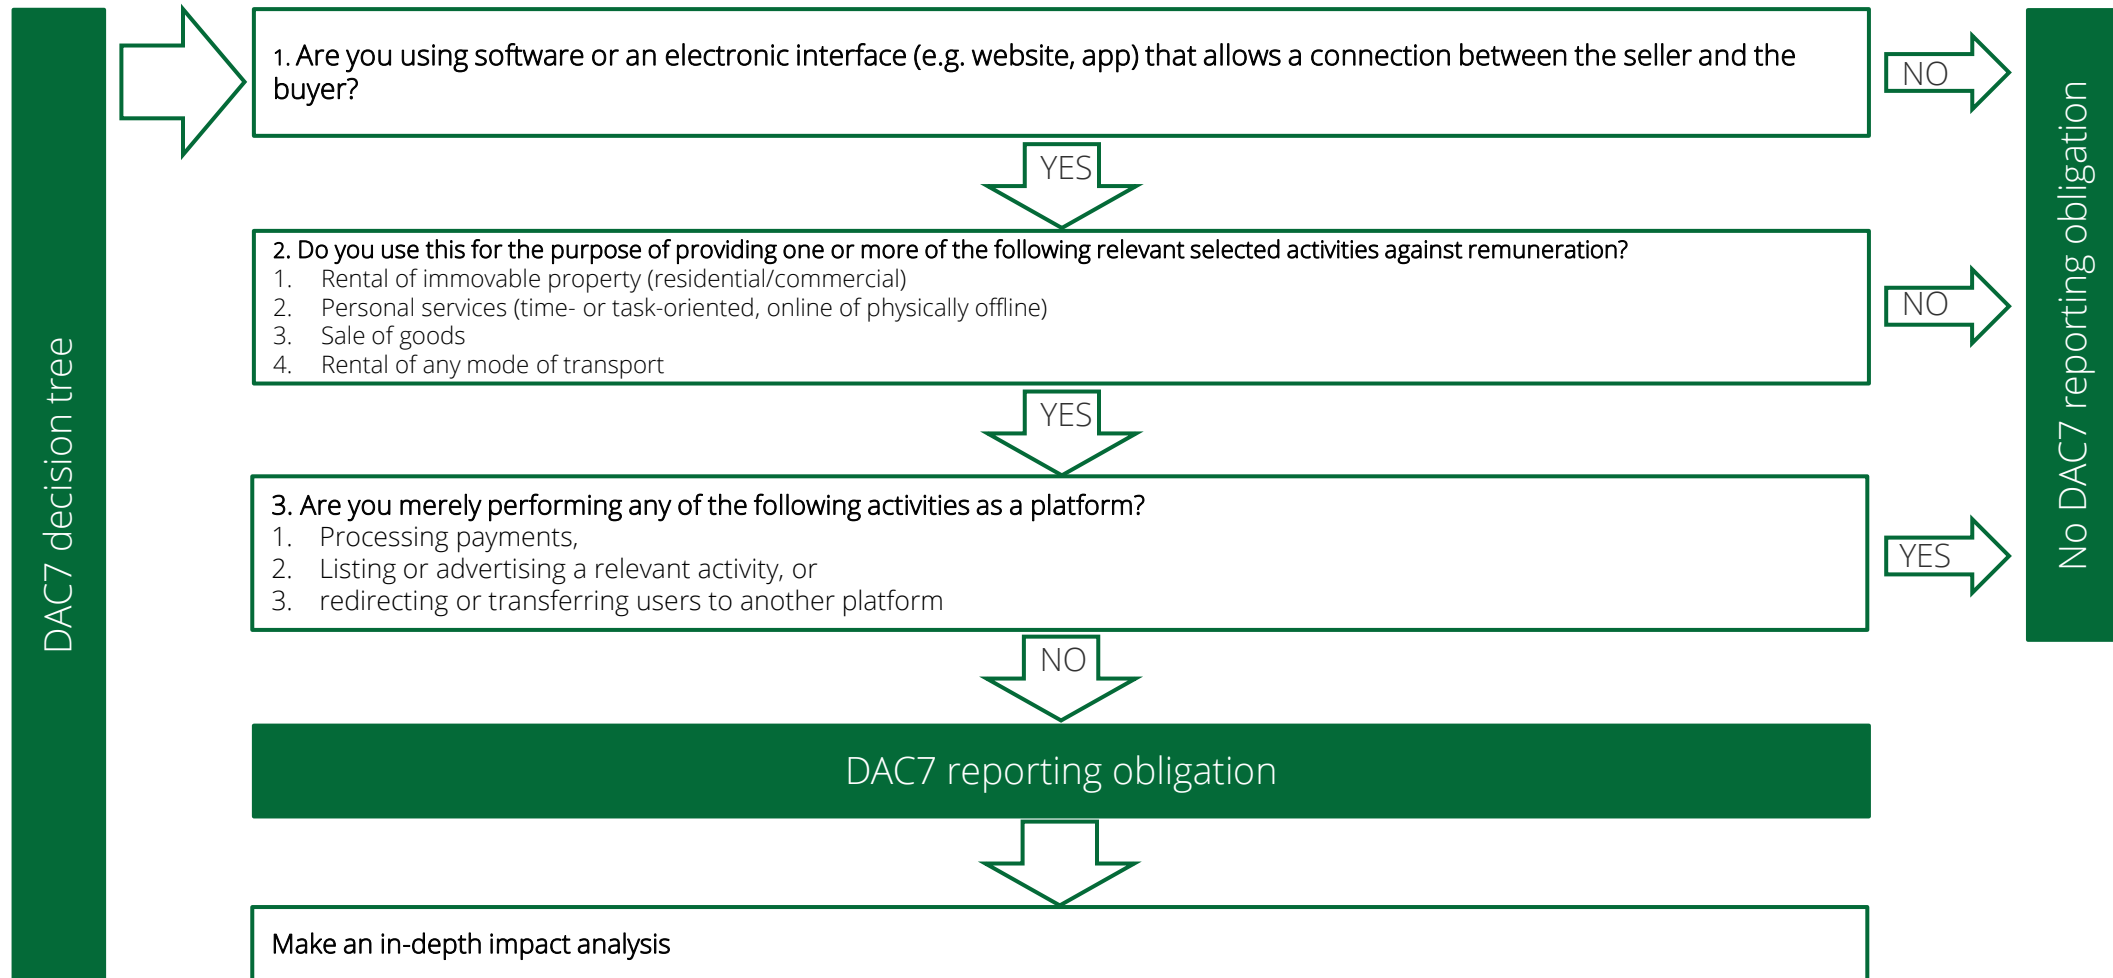 DAC7 decision tree
1. Are you using software or an electronic interface (e.g. website, app) that allows a connection between the seller and the
buyer?
NO
YES
2. Do you use this for the purpose of providing one or more of the following relevant selected activities against remuneration?
1. Rental of immovable property (residential/commercial)
2. Personal services (time- or task-oriented, online of physically offline)
3. Sale of goods
4. Rental of any mode of transport
NO
YES
3. Are you merely performing any of the following activities as a platform?
1. Processing payments,
2. Listing or advertising a relevant activity, or
3. redirecting or transferring users to another platform
YES
NO
No DAC7 reporting obligation
DAC7 reporting obligation
Make an in-depth impact analysis